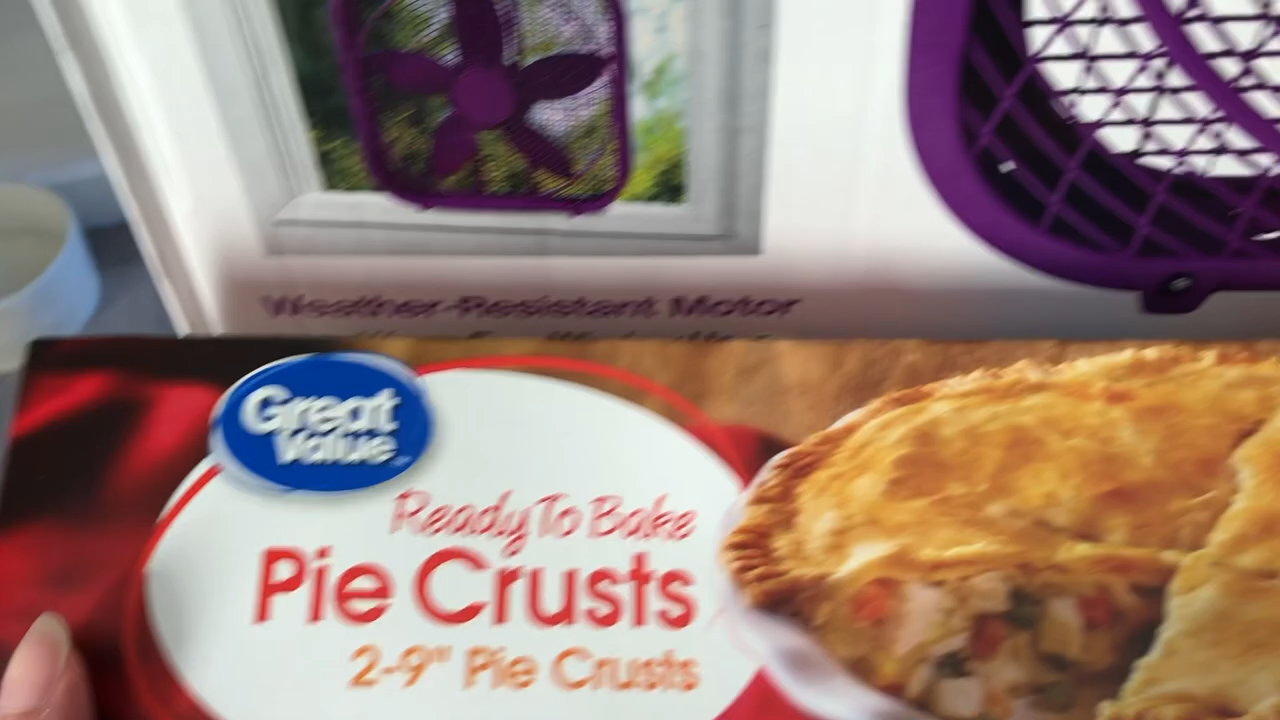 Weather-Resistant Motor
Great
Value
Ready To Bake
Pie Crusts
2-9" Pie Crusts